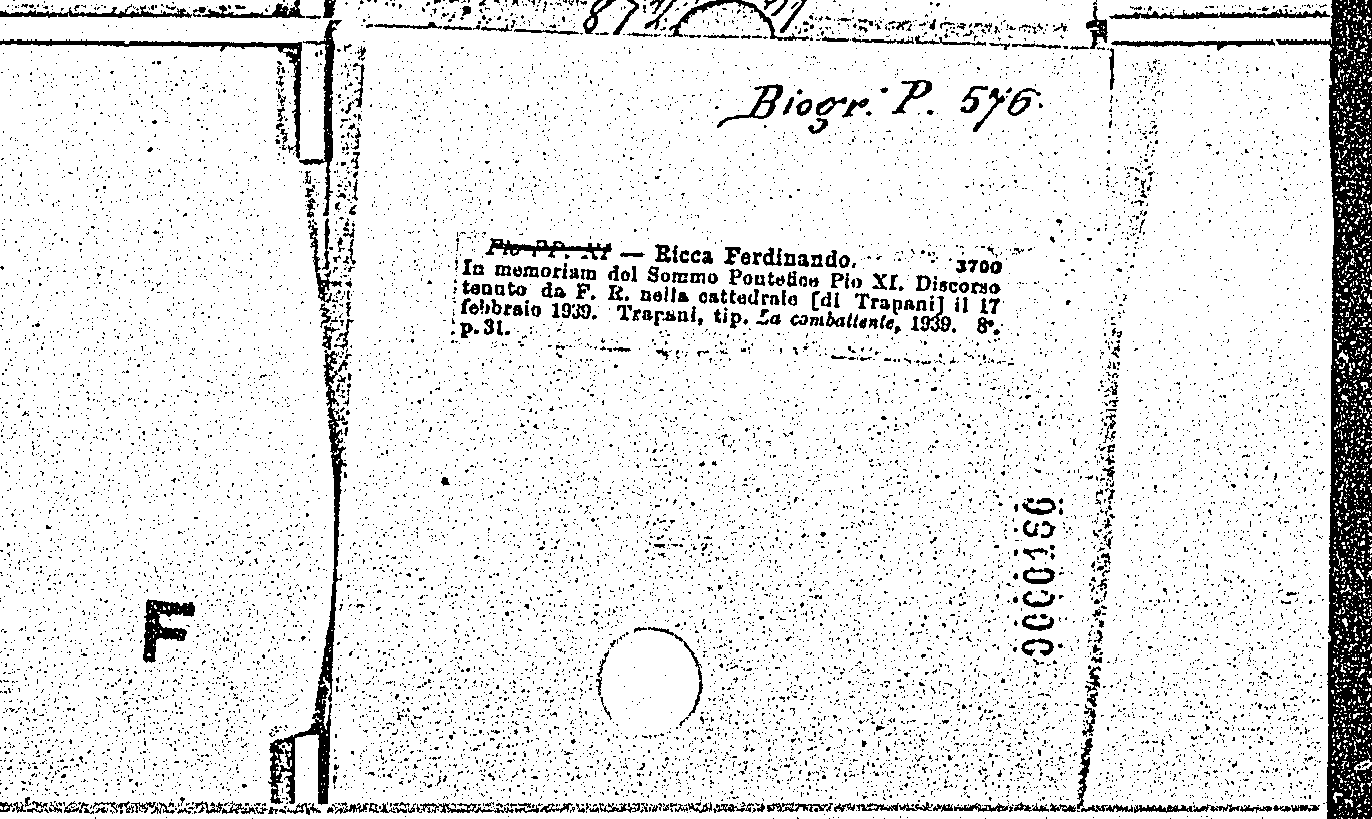 Biogr. P. 576.
Pio PP. XI — Ricca Ferdinando. 3700
In memoriam del Sommo Pontefice Pio XI. Discorso
tenuto da F. R. nella cattedrale [di Trapani] il 17
febbraio 1939. Trapani, tip. La combattente, 1939. 8°.
p. 31.
0000166
F